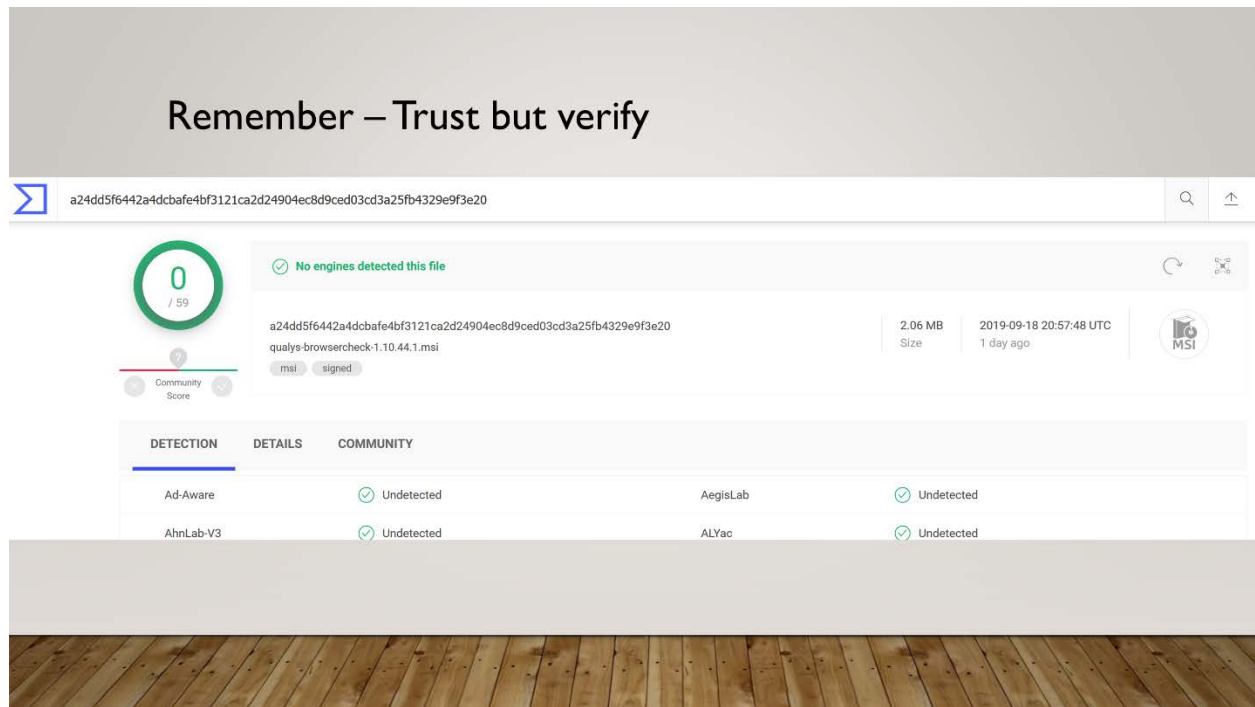 Remember – Trust but verify
a24dd5f6442a4dcbafe4bf3121ca2d24904ec8d9ced03cd3a25fb4329e9f3e20
0
/ 59
No engines detected this file
a24dd5f6442a4dcbafe4bf3121ca2d24904ec8d9ced03cd3a25fb4329e9f3e20
qualys-browsercheck-1.10.44.1.msi
msi signed
2.06 MB
Size
2019-09-18 20:57:48 UTC
1 day ago
MSI
?
Community
Score
DETECTION DETAILS COMMUNITY
Ad-Aware Undetected AegisLab Undetected
AhnLab-V3 Undetected ALYac Undetected